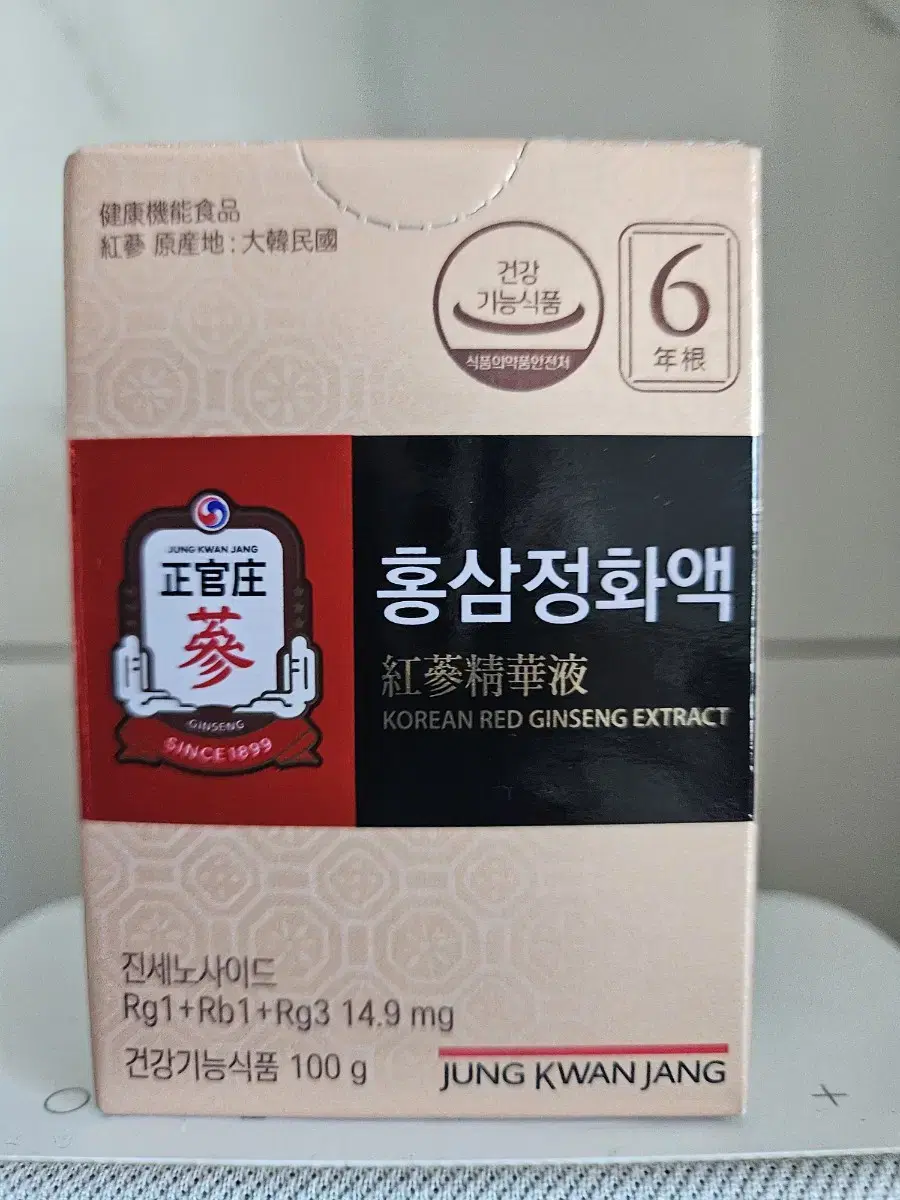 健康機能食品
紅蔘 原産地 : 大韓民國
건강
기능식품
식품의약품안전처
6
年根
JUNG KWAN JANG
正官庄
蔘
GINSENG
SINCE 1899
홍삼정화액
紅蔘精華液
KOREAN RED GINSENG EXTRACT
진세노사이드
Rg1+Rb1+Rg3 14.9 mg
건강기능식품 100 g
JUNG KWAN JANG